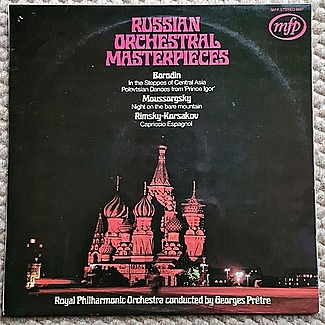 RUSSIAN
ORCHESTRAL
MASTERPIECES
mfp
Borodin
In the Steppes of Central Asia
Polovtsian Dances from 'Prince Igor'
Moussorgsky
Night on the bare mountain
Rimsky-Korsakov
Capriccio Espagnol
Royal Philharmonic Orchestra conducted by Georges Prêtre